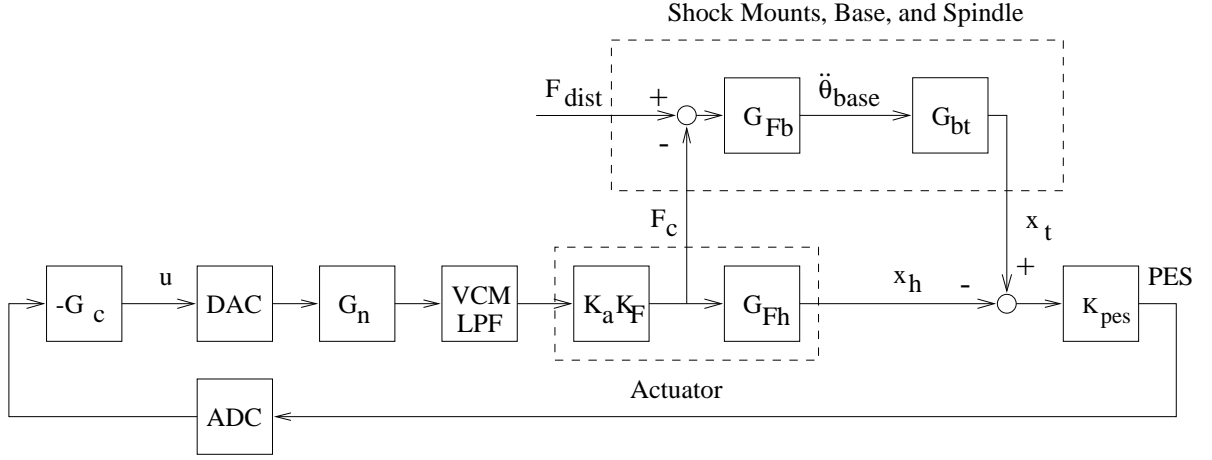 Shock Mounts, Base, and Spindle
F dist
+
-
G Fb
θ̈ base
G bt
F c
x t
+
-G c
u
DAC
G n
VCM
LPF
K a K F
G Fh
x h
-
K pes
PES
Actuator
ADC